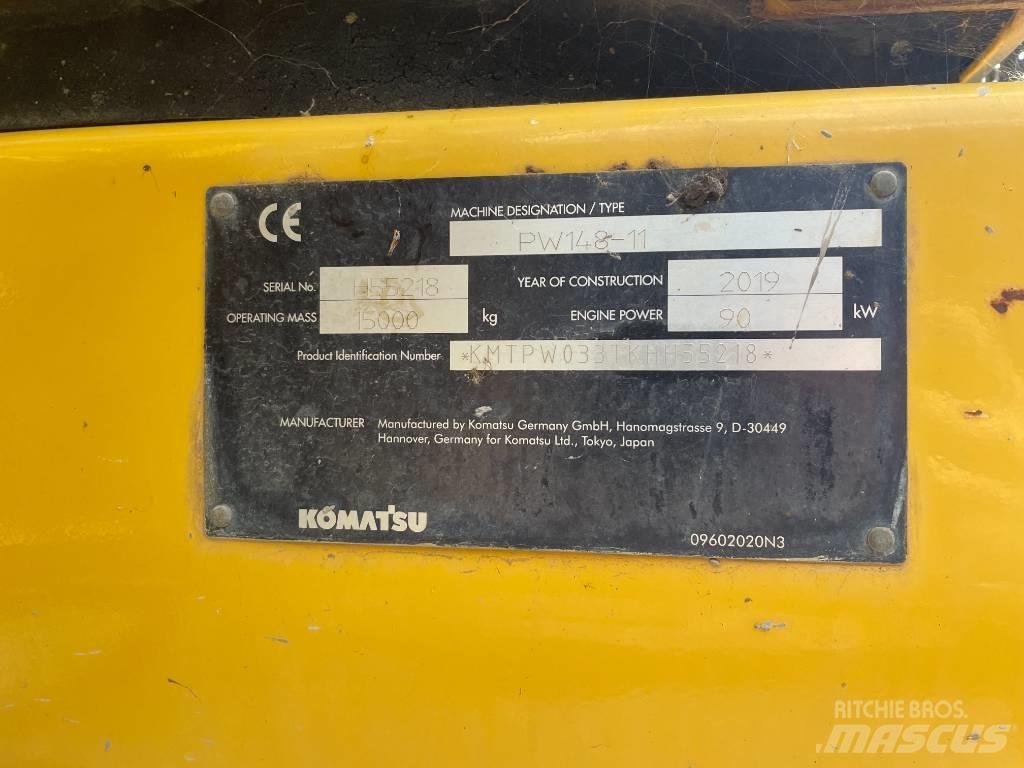 CE
MACHINE DESIGNATION / TYPE
PW148-11
SERIAL No. H55218 YEAR OF CONSTRUCTION 2019
OPERATING MASS 15000 kg ENGINE POWER 90 kW
Product Identification Number *KMTPW033TKHH55218*
MANUFACTURER Manufactured by Komatsu Germany GmbH, Hanomagstrasse 9, D-30449
Hannover, Germany for Komatsu Ltd., Tokyo, Japan
KOMATSU
09602020N3
RITCHIE BROS.
MASCUS